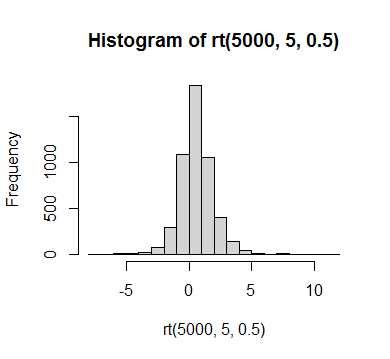 Histogram of rt(5000, 5, 0.5)
Frequency
1000
500
0
-5 0 5 10
rt(5000, 5, 0.5)